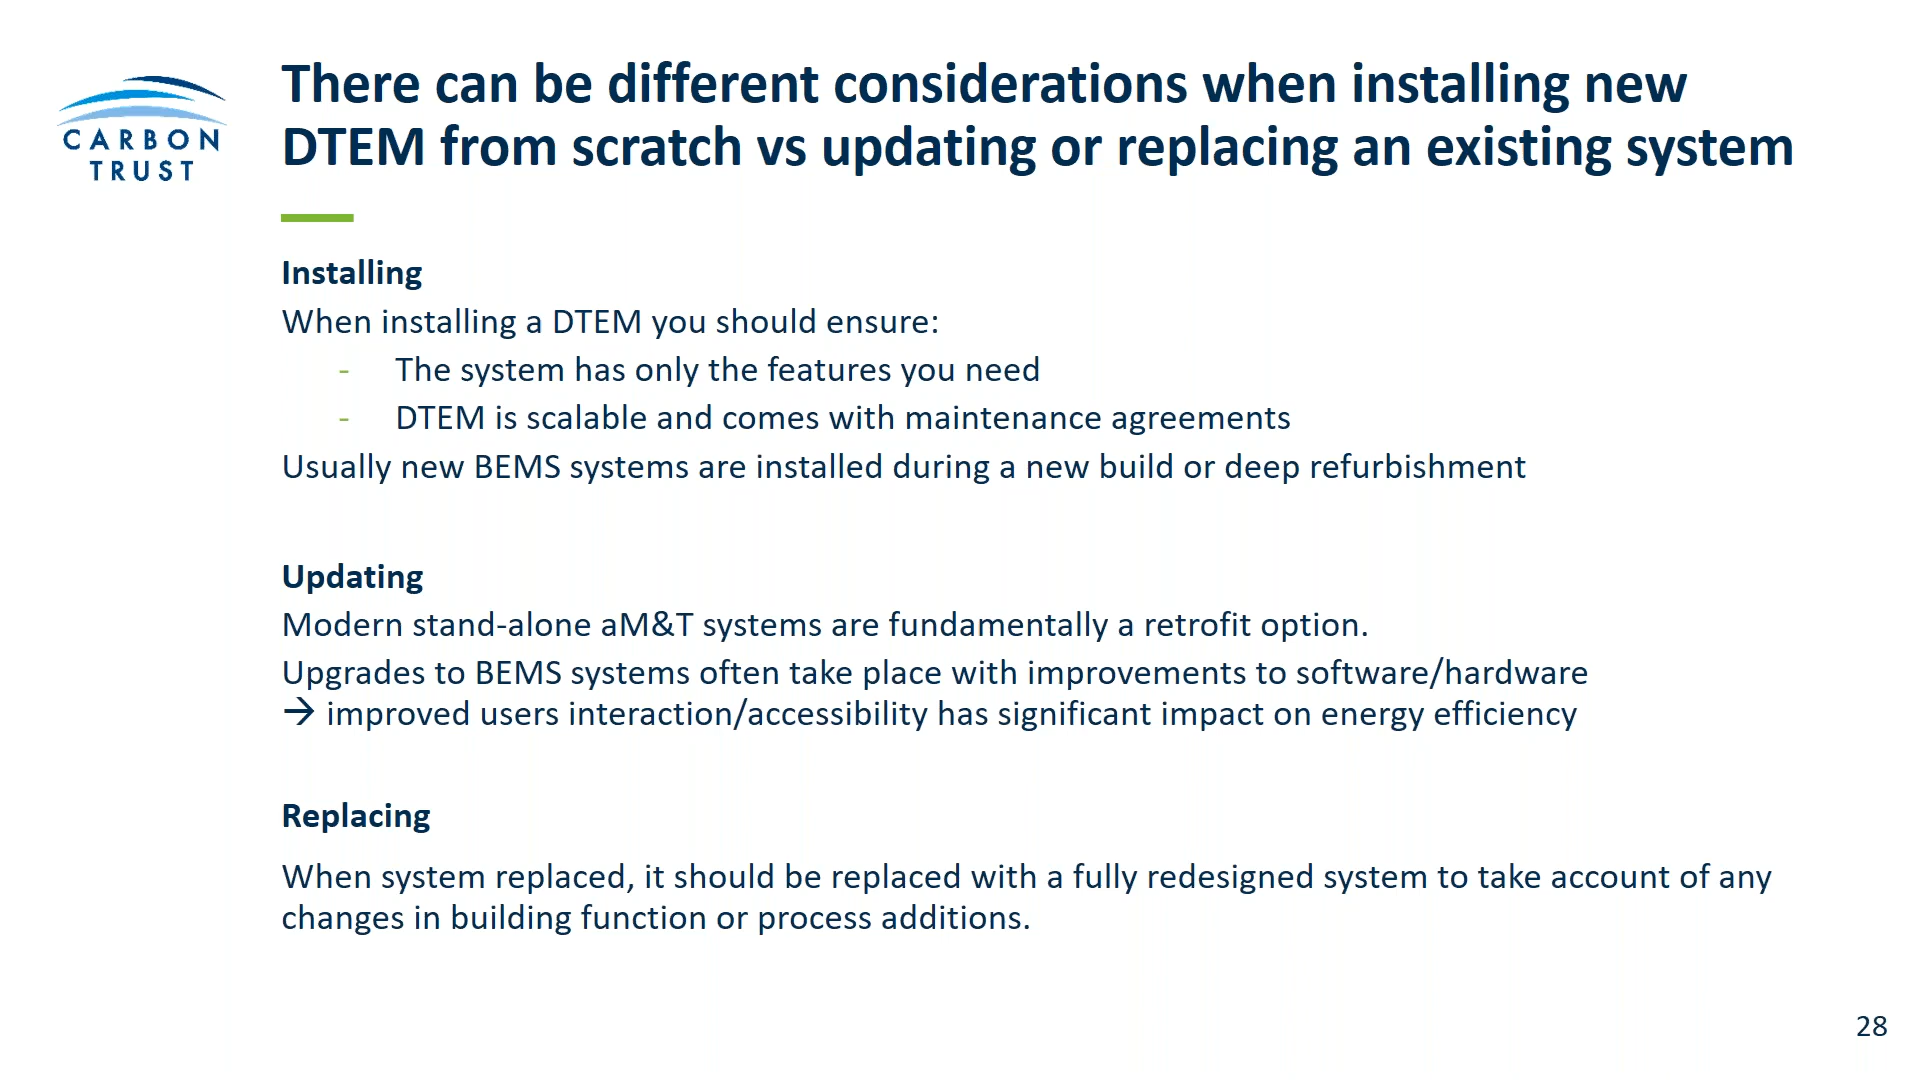 CARBON
TRUST
There can be different considerations when installing new
DTEM from scratch vs updating or replacing an existing system
Installing
When installing a DTEM you should ensure:
- The system has only the features you need
- DTEM is scalable and comes with maintenance agreements
Usually new BEMS systems are installed during a new build or deep refurbishment
Updating
Modern stand-alone aM&T systems are fundamentally a retrofit option.
Upgrades to BEMS systems often take place with improvements to software/hardware
→ improved users interaction/accessibility has significant impact on energy efficiency
Replacing
When system replaced, it should be replaced with a fully redesigned system to take account of any
changes in building function or process additions.
28